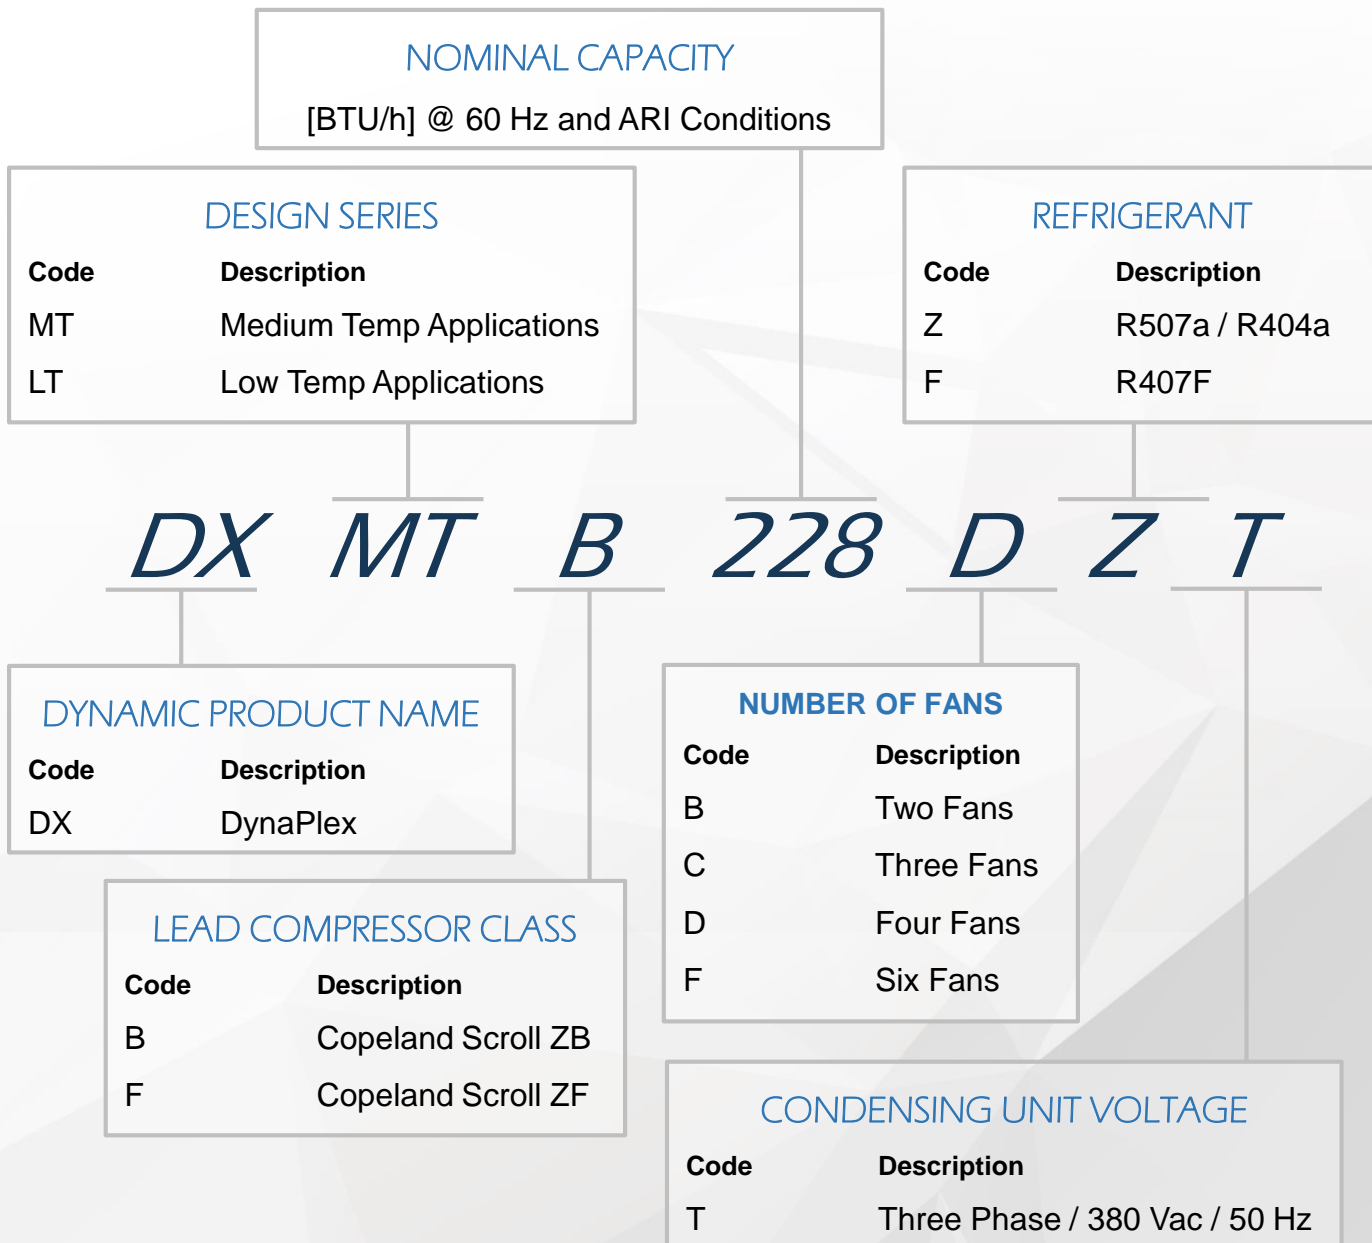 NOMINAL CAPACITY
[BTU/h] @ 60 Hz and ARI Conditions
DESIGN SERIES
Code Description
MT Medium Temp Applications
LT Low Temp Applications
REFRIGERANT
Code Description
Z R507a / R404a
F R407F
DX MT B 228 D Z T
DYNAMIC PRODUCT NAME
Code Description
DX DynaPlex
LEAD COMPRESSOR CLASS
Code Description
B Copeland Scroll ZB
F Copeland Scroll ZF
NUMBER OF FANS
Code Description
B Two Fans
C Three Fans
D Four Fans
F Six Fans
CONDENSING UNIT VOLTAGE
Code Description
T Three Phase / 380 Vac / 50 Hz